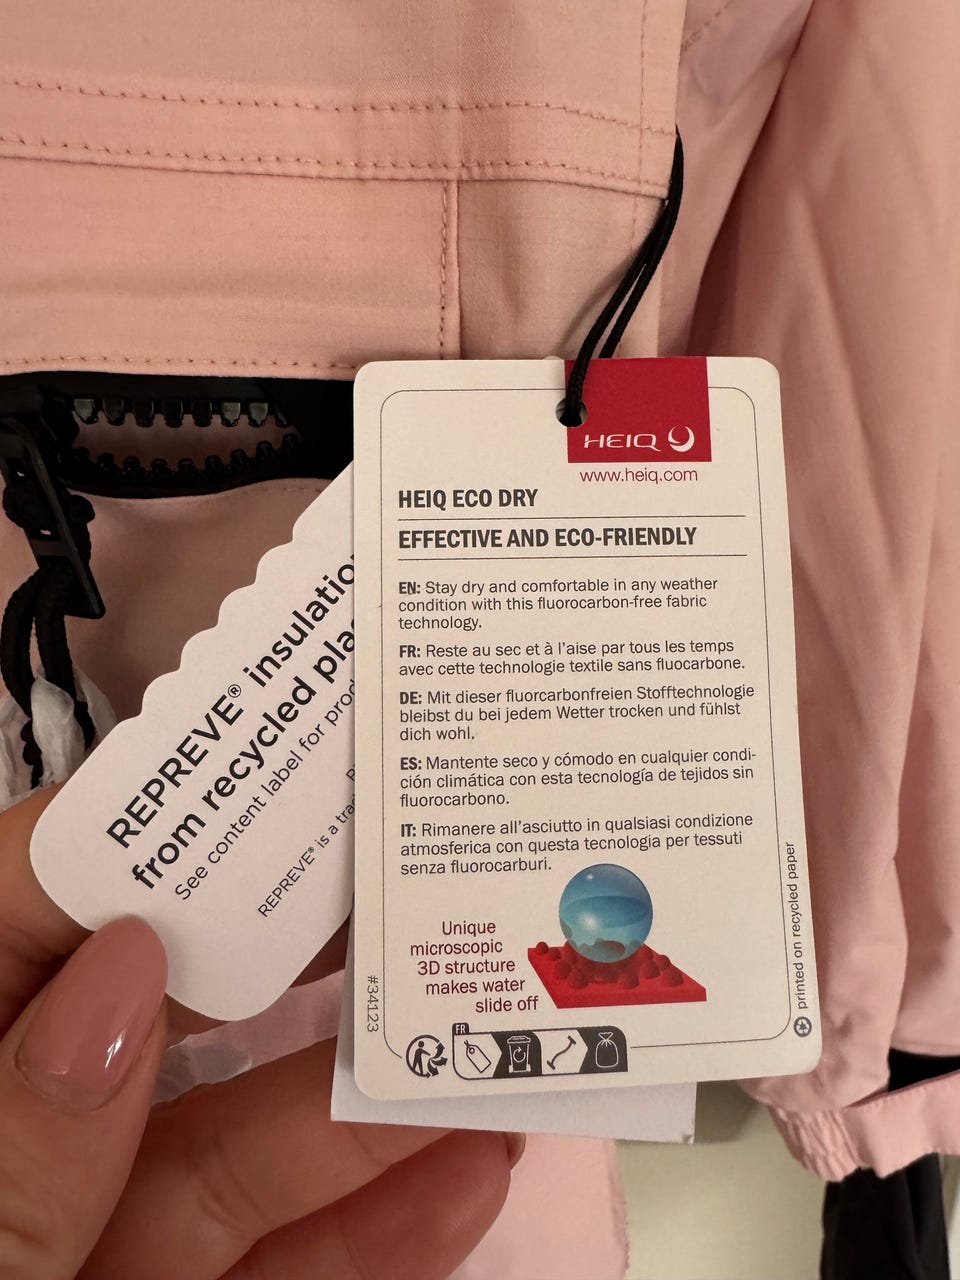 HEIQ
www.heiq.com
HEIQ ECO DRY
EFFECTIVE AND ECO-FRIENDLY
EN: Stay dry and comfortable in any weather
condition with this fluorocarbon-free fabric
technology.
FR: Reste au sec et à l'aise par tous les temps
avec cette technologie textile sans fluocarbone.
DE: Mit dieser fluorcarbonfreien Stofftechnologie
bleibst du bei jedem Wetter trocken und fühlst
dich wohl.
ES: Mantente seco y cómodo en cualquier condi-
ción climática con esta tecnología de tejidos sin
fluorocarbono.
IT: Rimanere all'asciutto in qualsiasi condizione
atmosferica con questa tecnologia per tessuti
senza fluorocarburi.
Unique
microscopic
3D structure
makes water
slide off
#34123
printed on recycled paper
FR
REPREVE® insulatio
from recycled pla
See content label for prod
REPREVE® is a trad